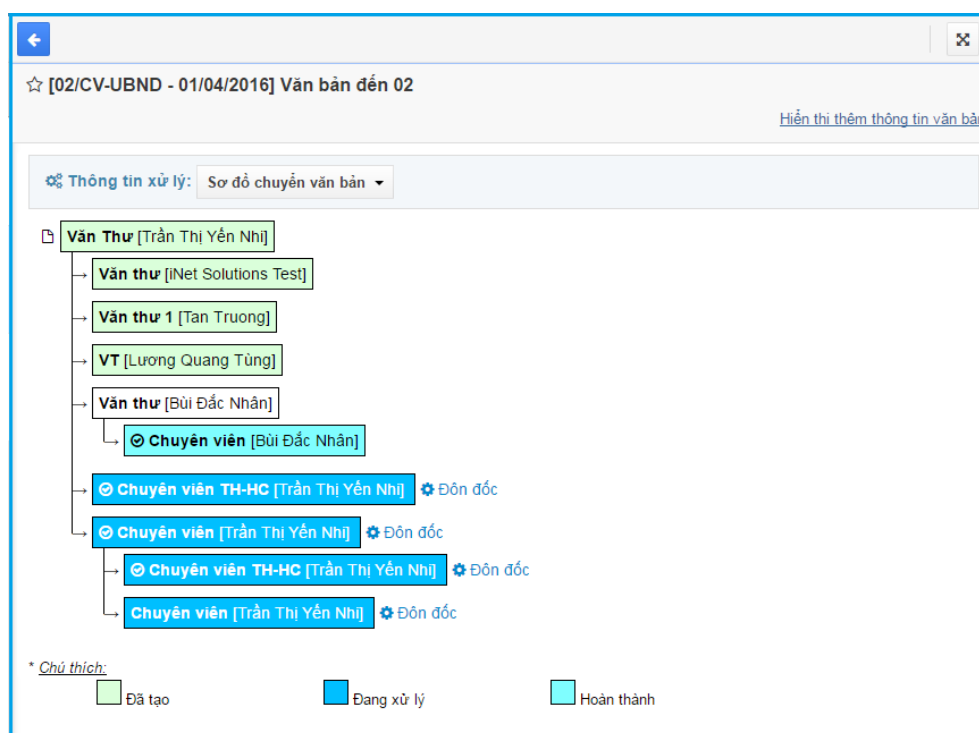 [02/CV-UBND - 01/04/2016] Văn bản đến 02
Hiển thi thêm thông tin văn bản
Thông tin xử lý: Sơ đồ chuyển văn bản
Văn Thư [Trần Thị Yến Nhi]
Văn thư [iNet Solutions Test]
Văn thư 1 [Tan Truong]
VT [Lương Quang Tùng]
Văn thư [Bùi Đắc Nhân]
Chuyên viên [Bùi Đắc Nhân]
Chuyên viên TH-HC [Trần Thị Yến Nhi] Đôn đốc
Chuyên viên [Trần Thị Yến Nhi] Đôn đốc
Chuyên viên TH-HC [Trần Thị Yến Nhi] Đôn đốc
Chuyên viên [Trần Thị Yến Nhi] Đôn đốc
* Chú thích:
Đã tạo Đang xử lý Hoàn thành